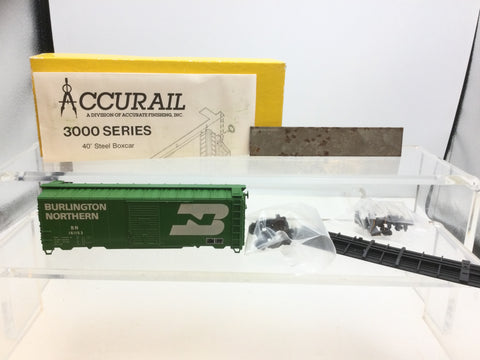 ACCURAIL
A DIVISION OF ACCURATE FINISHING, INC.
3000 SERIES
40' Steel Boxcar
BURLINGTON
NORTHERN
BN